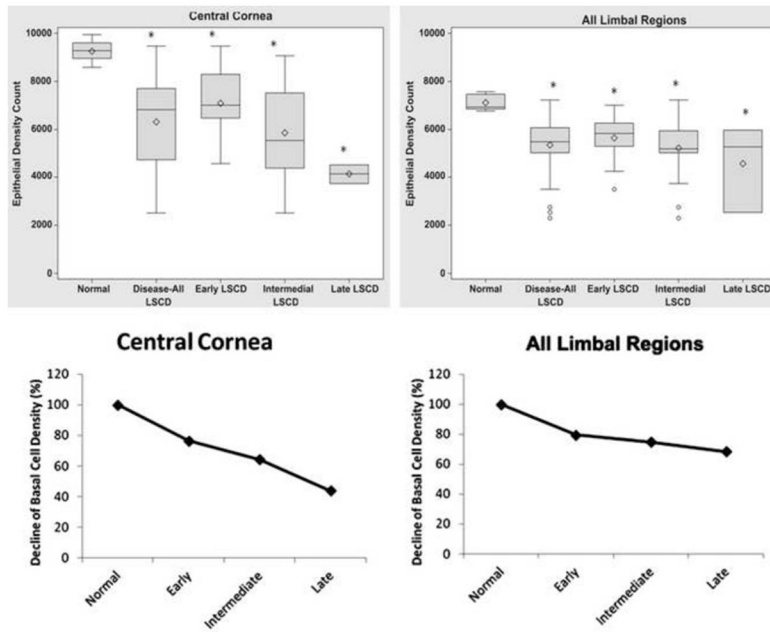 Central Cornea
*
*
*
*
Epithelial Density Count
10000
8000
6000
4000
2000
0
Normal
Disease-All
LSCD
Early LSCD
Intermedial
LSCD
Late LSCD
All Limbal Regions
*
*
*
*
Epithelial Density Count
10000
8000
6000
4000
2000
0
Normal
Disease-All
LSCD
Early LSCD
Intermedial
LSCD
Late LSCD
Central Cornea
Decline of Basal Cell Density (%)
120
100
80
60
40
20
0
Normal
Early
Intermediate
Late
All Limbal Regions
Decline of Basal Cell Density (%)
120
100
80
60
40
20
0
Normal
Early
Intermediate
Late